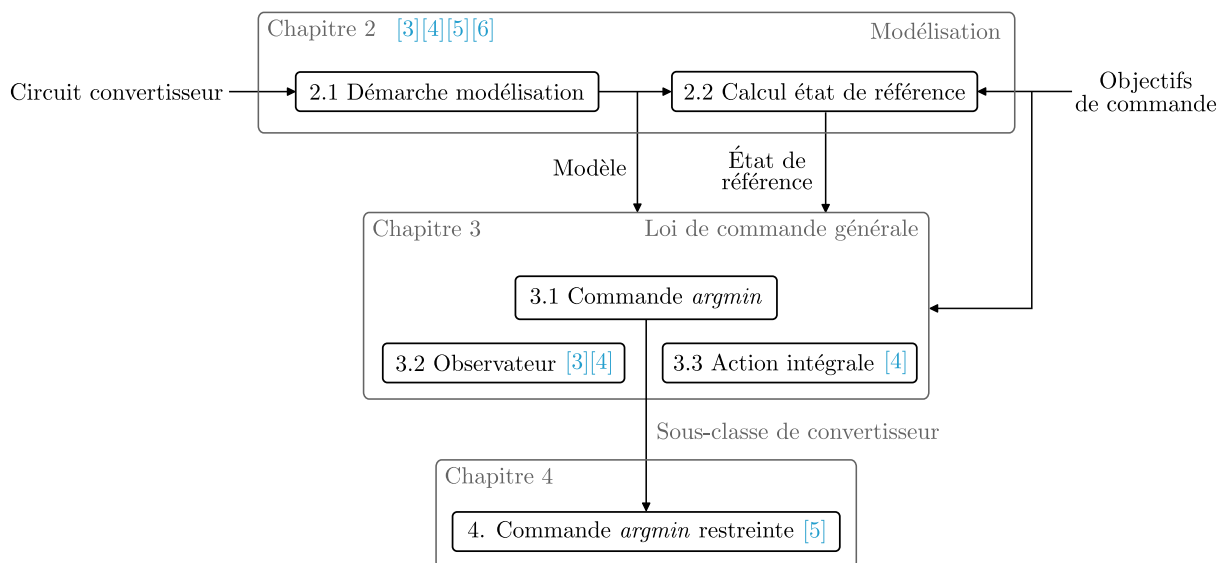 Chapitre 2 [3][4][5][6]
Modélisation
Circuit convertisseur
2.1 Démarche modélisation
2.2 Calcul état de référence
Objectifs
de commande
Modèle
État de
référence
Chapitre 3
Loi de commande générale
3.1 Commande argmin
3.2 Observateur [3][4]
3.3 Action intégrale [4]
Sous-classe de convertisseur
Chapitre 4
4. Commande argmin restreinte [5]